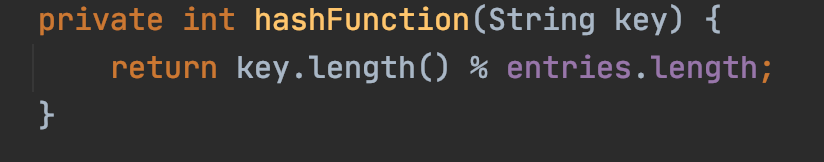 private int hashFunction(String key) {
    return key.length() % entries.length;
}